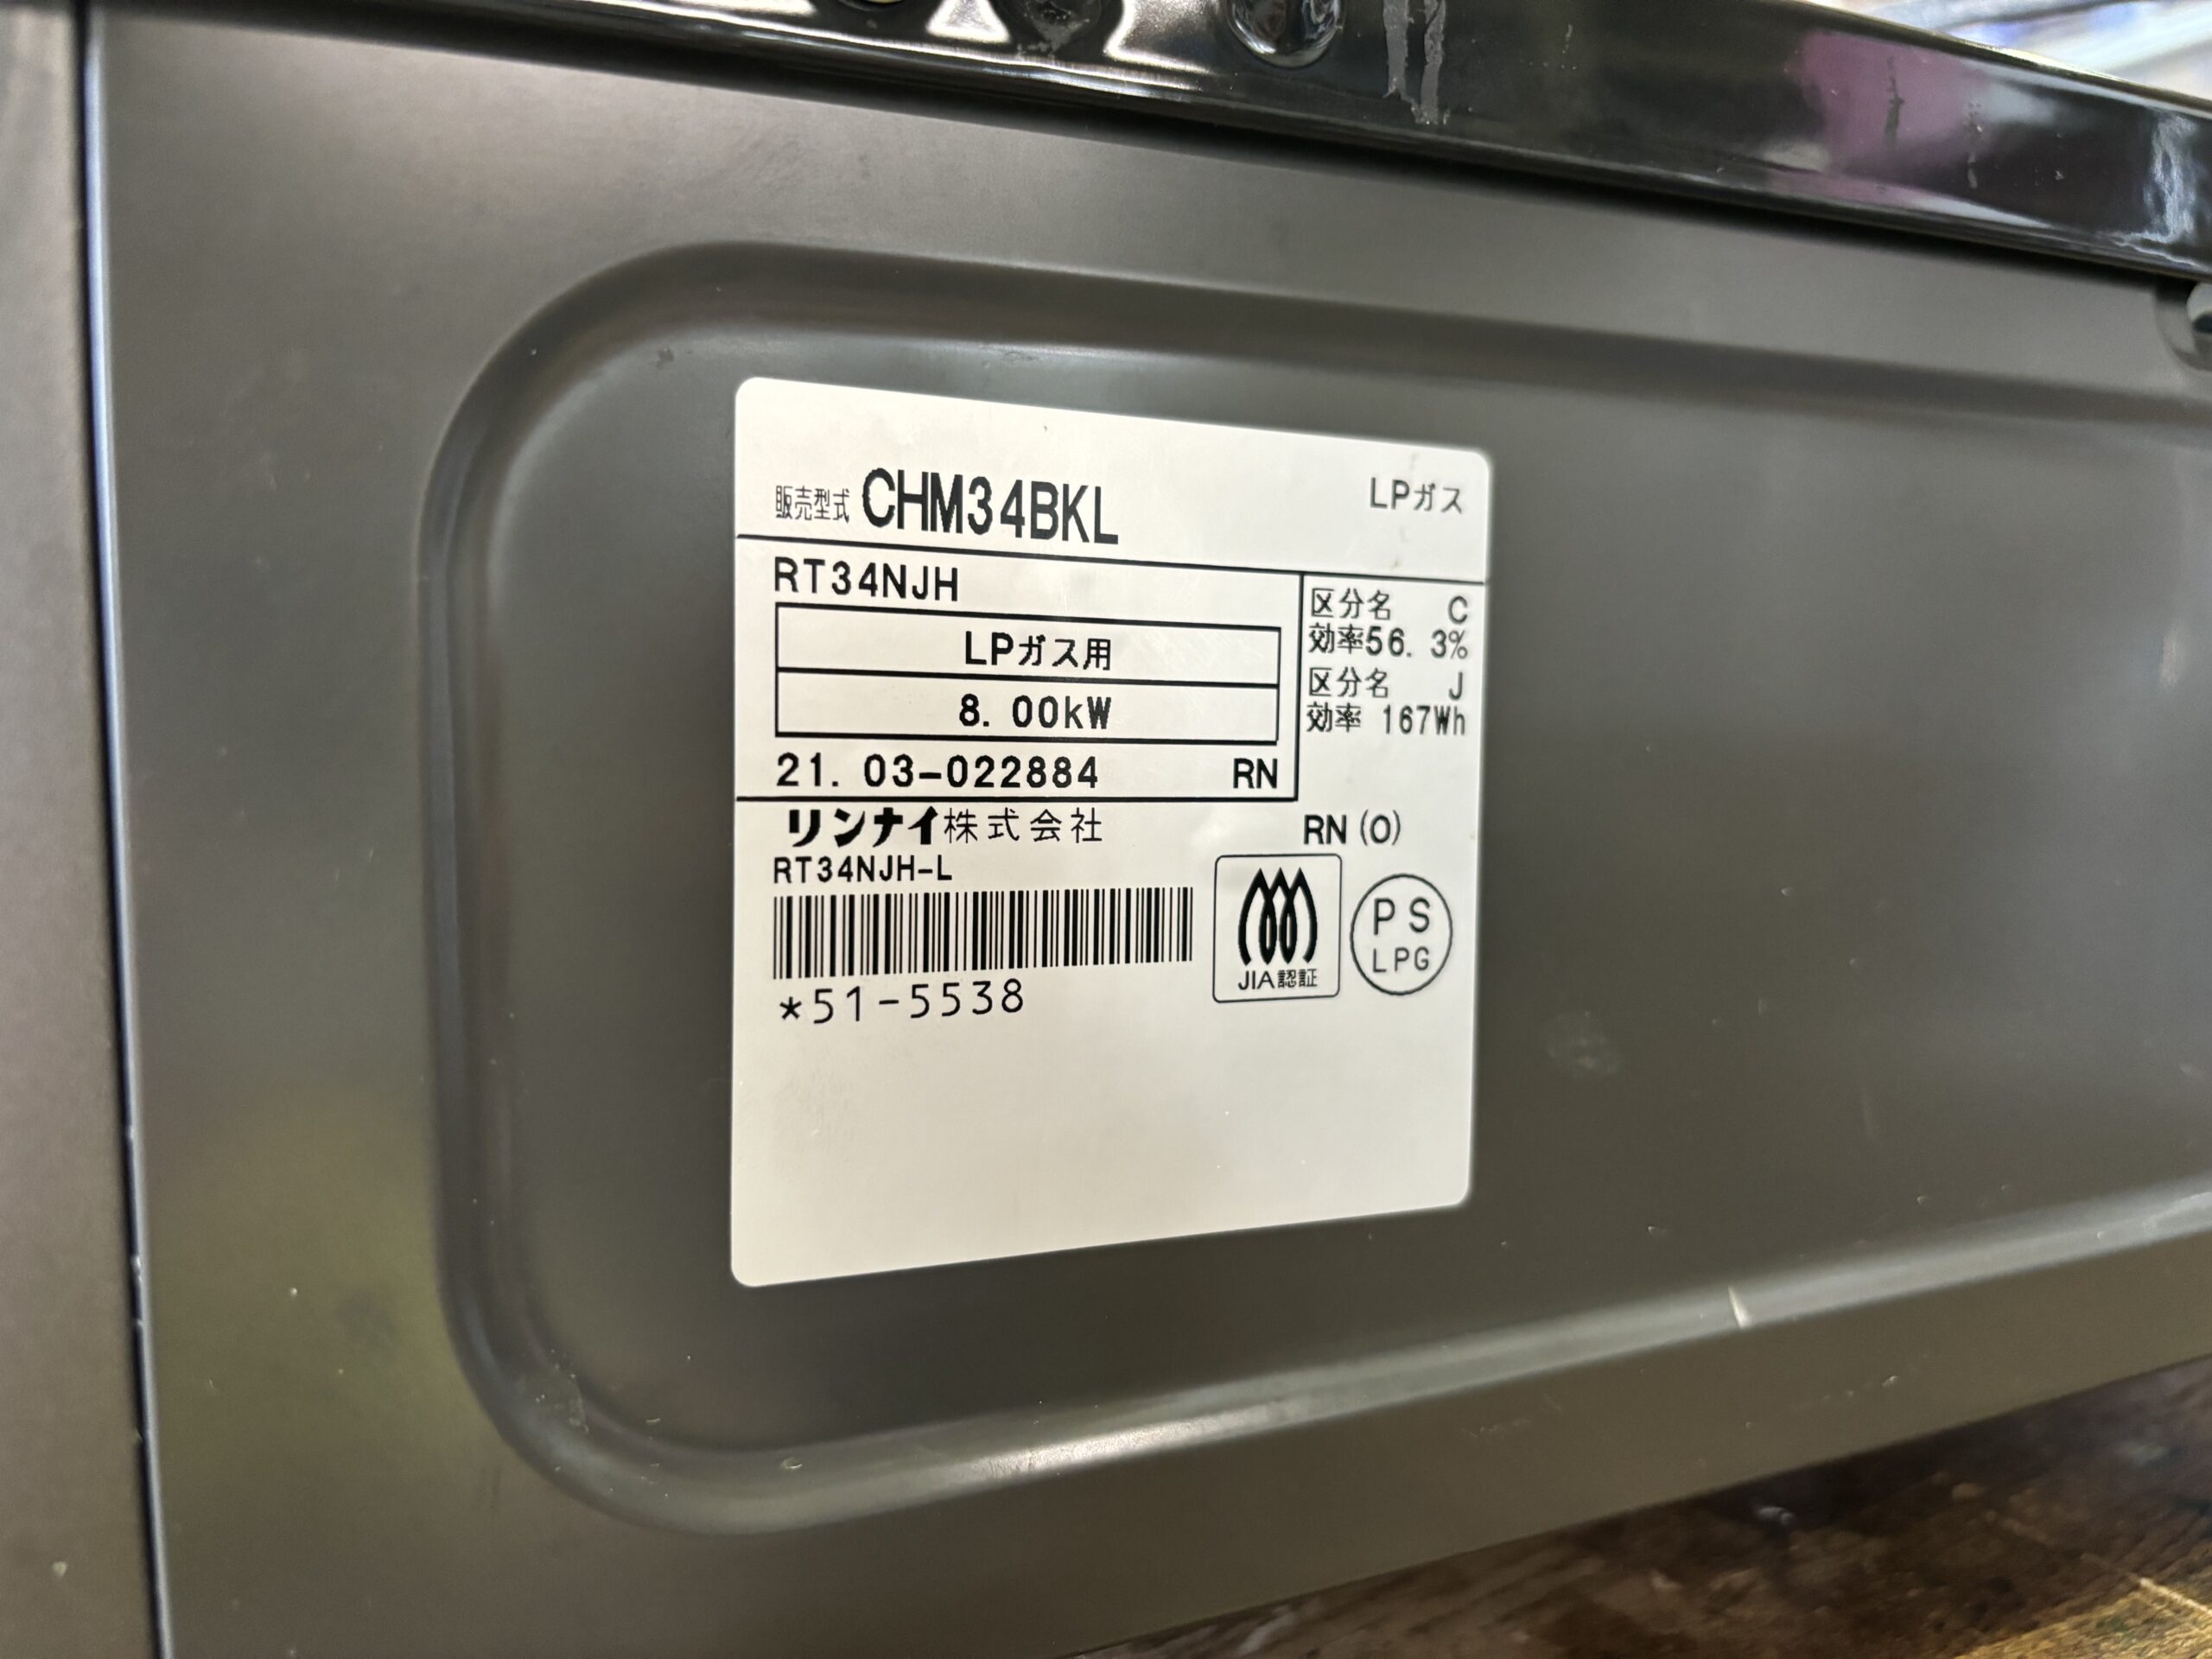 販売型式 CHM34BKL LPガス
RT34NJH
LPガス用
8. 00kW
21. 03-022884 RN
区分名 C
効率56. 3%
区分名 J
効率 167Wh
リンナイ株式会社 RN (O)
RT34NJH-L
*51-5538
JIA認証
PS
LPG